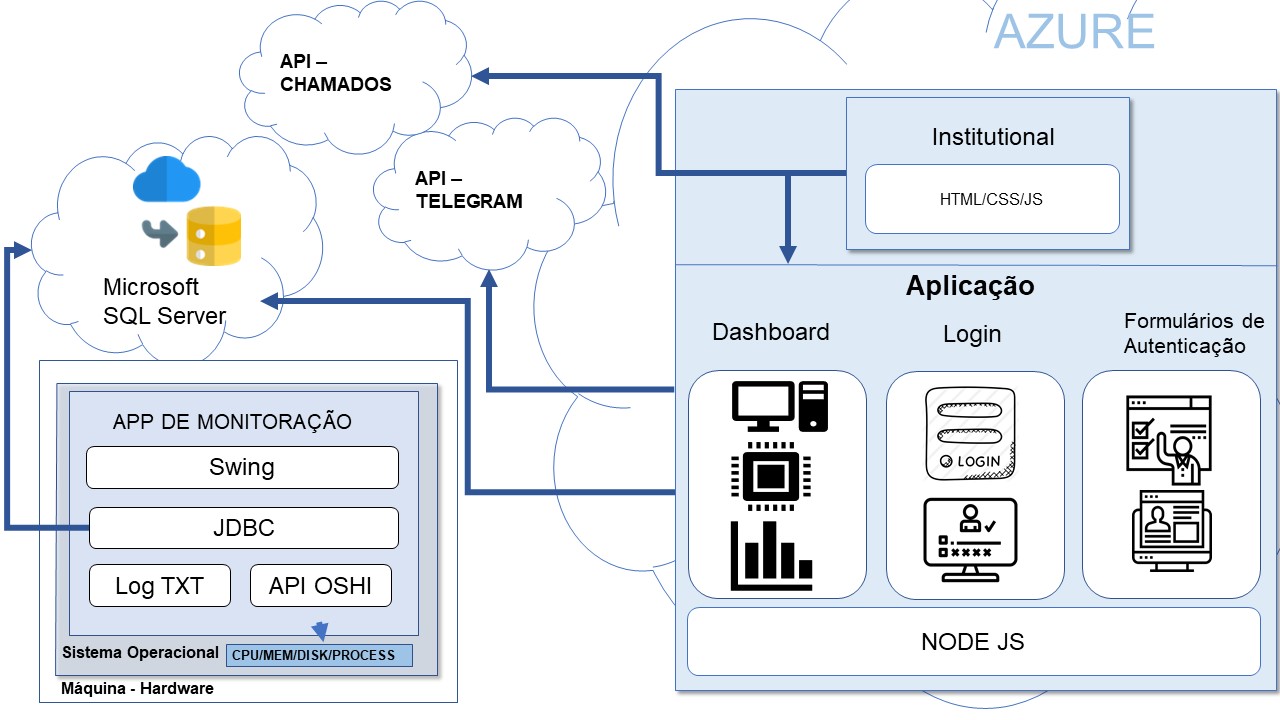 AZURE
API –
CHAMADOS
API –
TELEGRAM
Microsoft
SQL Server
Institutional
HTML/CSS/JS
Aplicação
Dashboard
Login
Formulários de
Autenticação
LOGIN
xxxx
NODE JS
APP DE MONITORAÇÃO
Swing
JDBC
Log TXT
API OSHI
Sistema Operacional
CPU/MEM/DISK/PROCESS
Máquina - Hardware